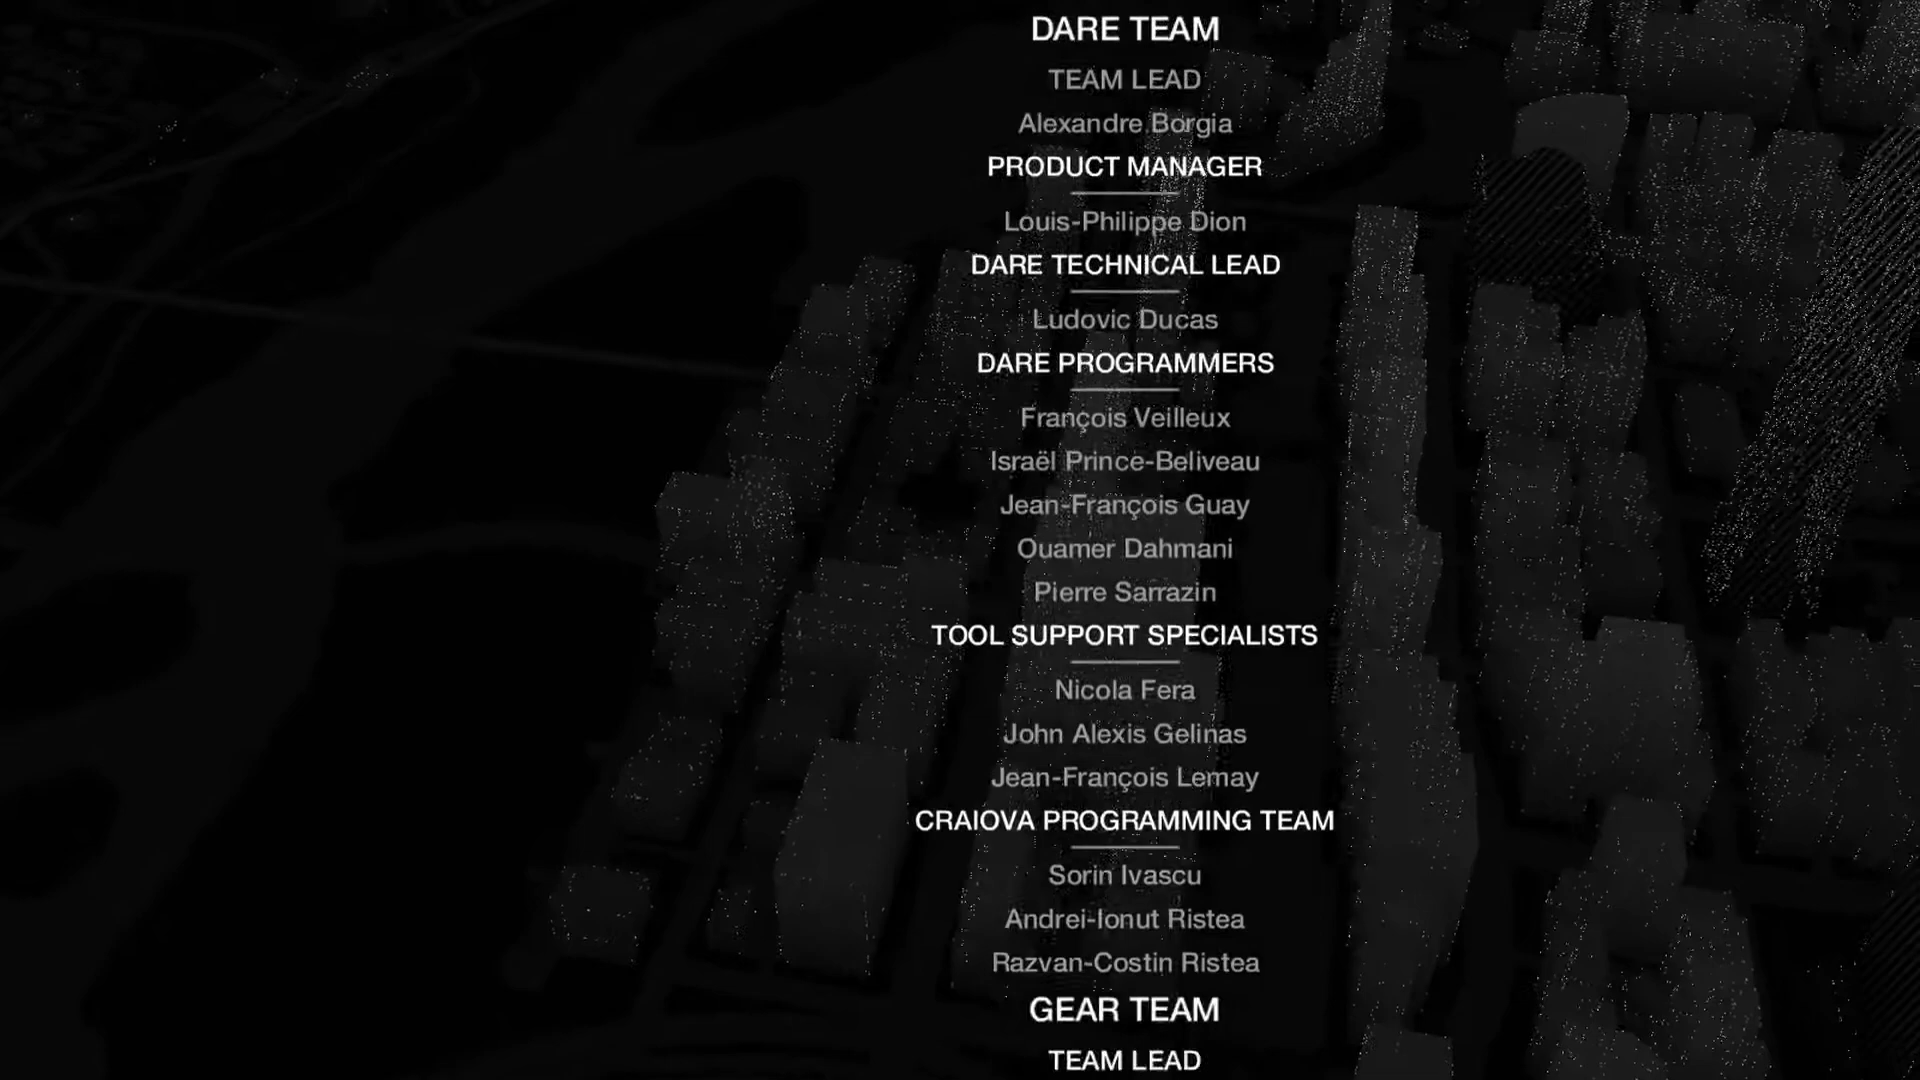 DARE TEAM
TEAM LEAD
Alexandre Borgia
PRODUCT MANAGER
Louis-Philippe Dion
DARE TECHNICAL LEAD
Ludovic Ducas
DARE PROGRAMMERS
François Veilleux
Israël Prince-Beliveau
Jean-François Guay
Ouamer Dahmani
Pierre Sarrazin
TOOL SUPPORT SPECIALISTS
Nicola Fera
John Alexis Gelinas
Jean-François Lemay
CRAIOVA PROGRAMMING TEAM
Sorin Ivascu
Andrei-Ionut Ristea
Razvan-Costin Ristea
GEAR TEAM
TEAM LEAD